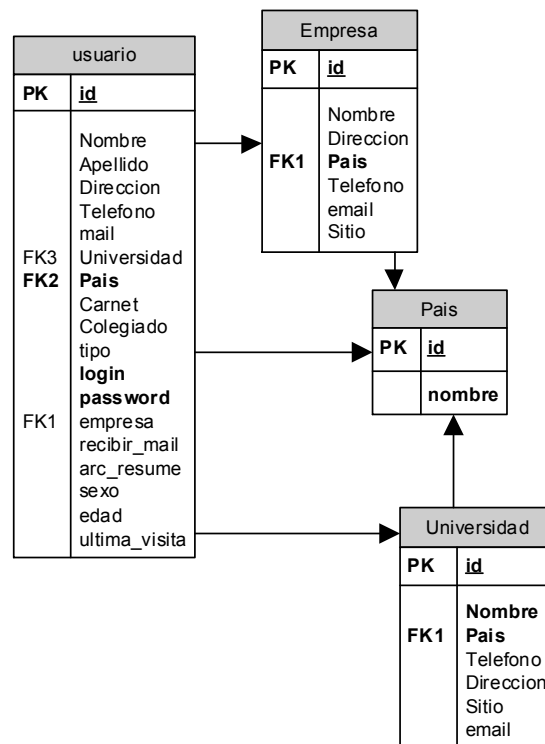 usuario
PK id
Nombre
Apellido
Direccion
Telefono
mail
FK3 Universidad
FK2 Pais
Carnet
Colegiado
tipo
login
password
FK1 empresa
recibir_mail
arc_resume
sexo
edad
ultima_visita
Empresa
PK id
Nombre
Direccion
FK1 Pais
Telefono
email
Sitio
Pais
PK id
nombre
Universidad
PK id
Nombre
FK1 Pais
Telefono
Direccion
Sitio
email